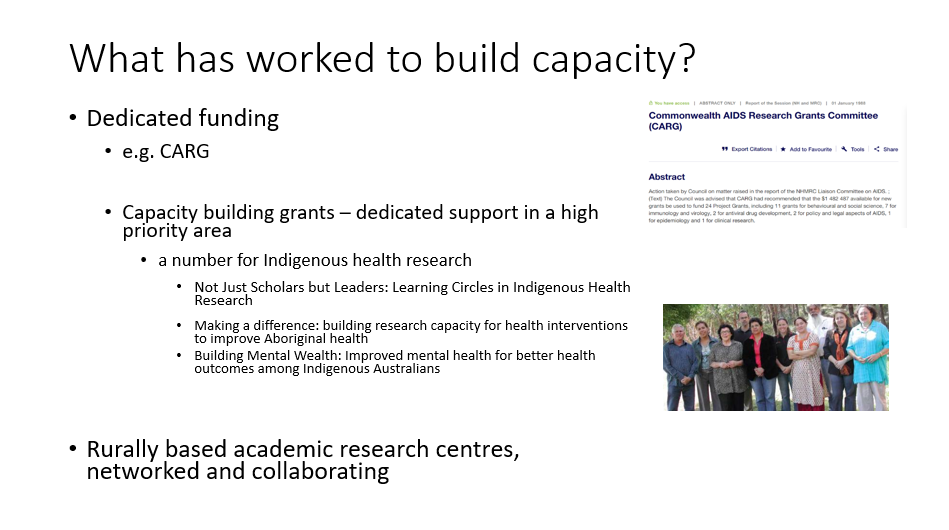 What has worked to build capacity?
• Dedicated funding
• e.g. CARG
• Capacity building grants – dedicated support in a high
priority area
• a number for Indigenous health research
• Not Just Scholars but Leaders: Learning Circles in Indigenous Health
Research
• Making a difference: building research capacity for health interventions
to improve Aboriginal health
• Building Mental Wealth: Improved mental health for better health
outcomes among Indigenous Australians
• Rurally based academic research centres,
networked and collaborating
You have access | ABSTRACT ONLY | Report of the Session (NH and MRC) | 01 January 1988
Commonwealth AIDS Research Grants Committee
(CARG)
Export Citations | Add to Favourite | Tools | Share
Abstract
Action taken by Council on matter raised in the report of the NHMRC Liaison Committee on AIDS. ;
(Text) The Council was advised that CARG had recommended that the $1 482 487 available for new
grants be used to fund 24 Project Grants, including 11 grants for behavioural and social science, 7 for
immunology and virology, 2 for antiviral drug development, 2 for policy and legal aspects of AIDS, 1
for epidemiology and 1 for clinical research.